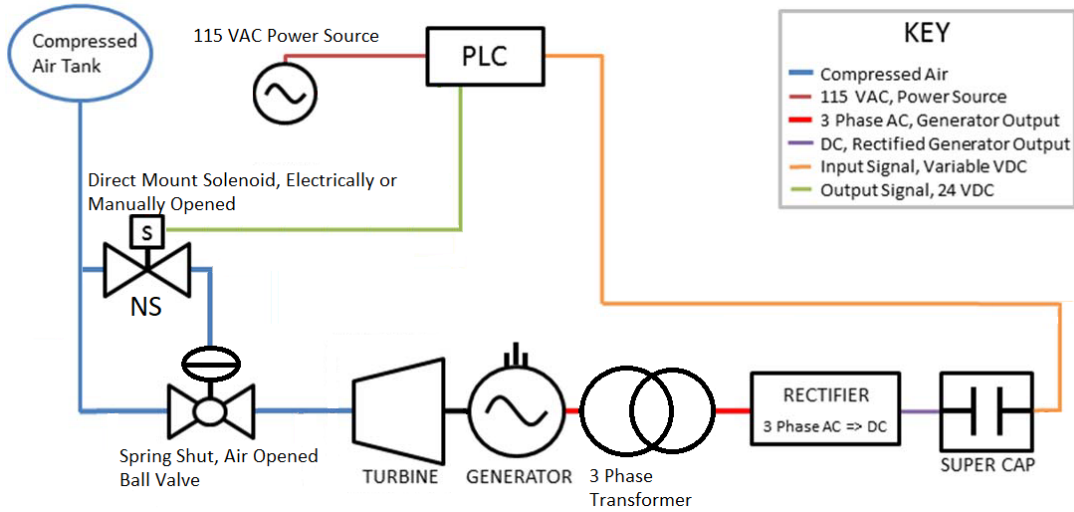 Compressed
Air Tank
115 VAC Power Source
PLC
KEY
Compressed Air
115 VAC, Power Source
3 Phase AC, Generator Output
DC, Rectified Generator Output
Input Signal, Variable VDC
Output Signal, 24 VDC
Direct Mount Solenoid, Electrically or
Manually Opened
S
NS
RECTIFIER
3 Phase AC => DC
Spring Shut, Air Opened
Ball Valve
TURBINE
GENERATOR
3 Phase
Transformer
SUPER CAP